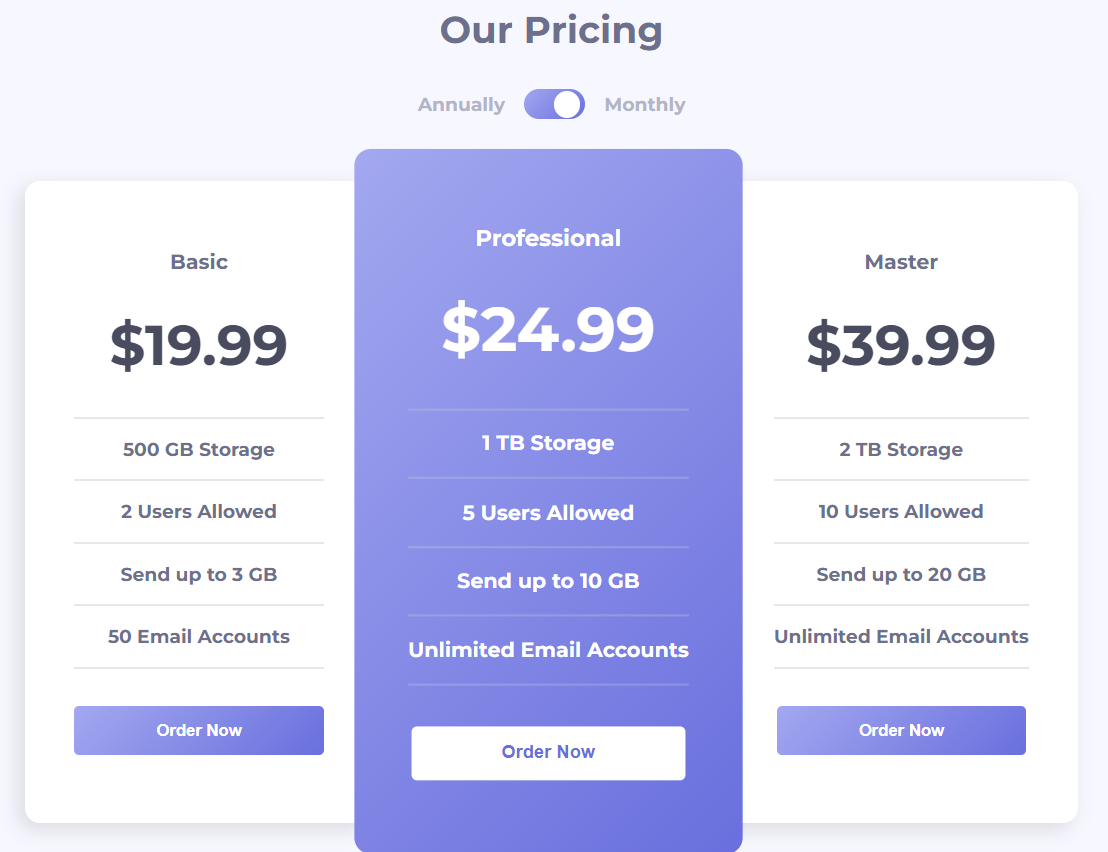 Our Pricing
Annually
Monthly
Basic
$19.99
500 GB Storage
2 Users Allowed
Send up to 3 GB
50 Email Accounts
Order Now
Professional
$24.99
1 TB Storage
5 Users Allowed
Send up to 10 GB
Unlimited Email Accounts
Order Now
Master
$39.99
2 TB Storage
10 Users Allowed
Send up to 20 GB
Unlimited Email Accounts
Order Now